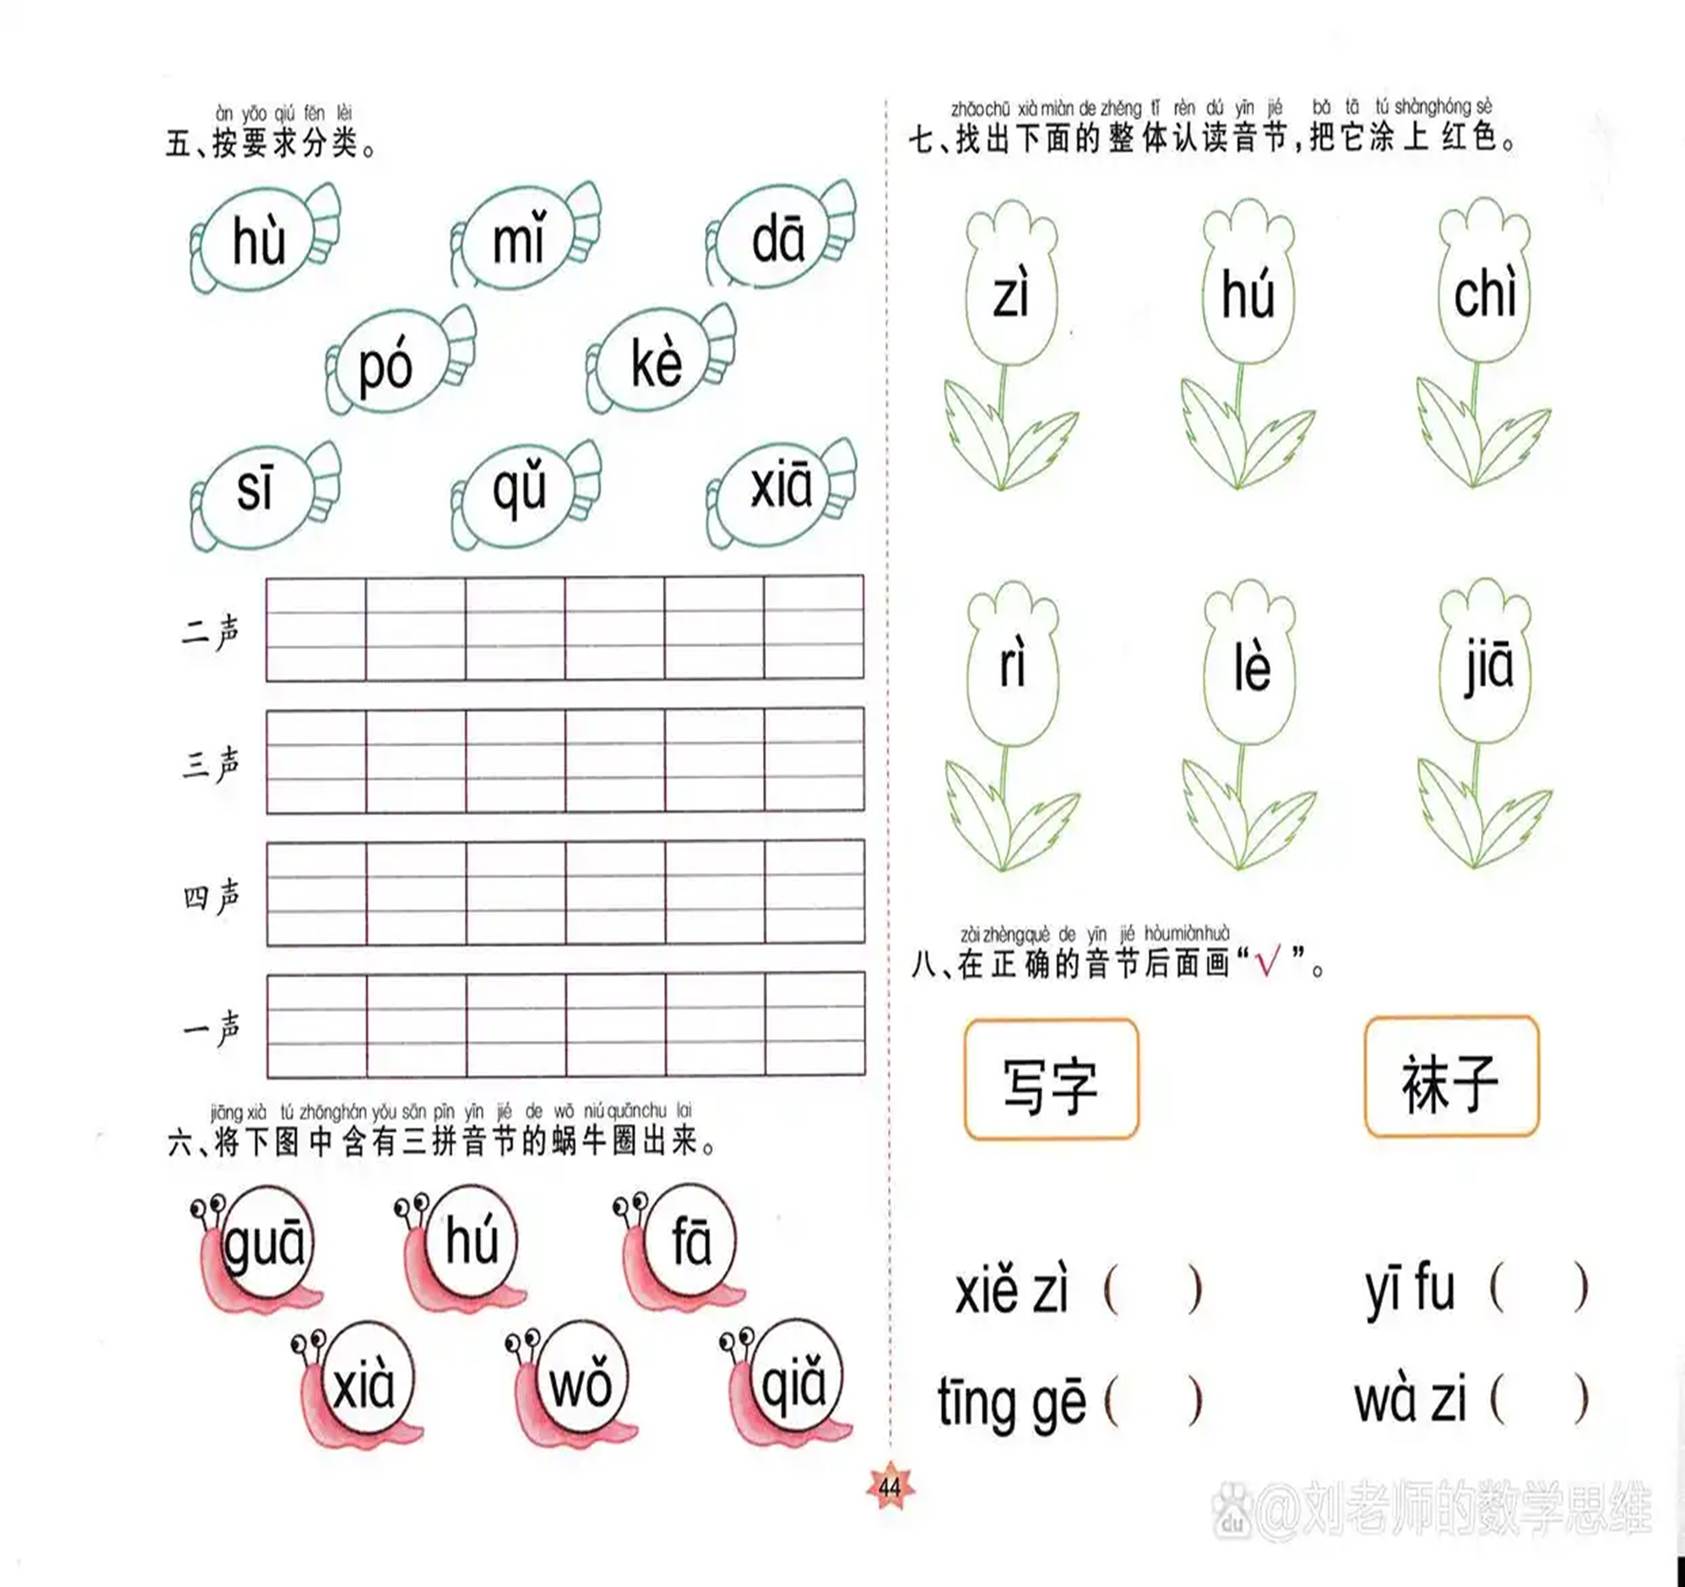 àn yāo qiú fēn lèi
五、按要求分类。
hù mǐ dā
pó kè
sī qǔ xiā
二声
三声
四声
一声
jiāng xià tú zhōng hán yǒu sān pīn yīn jié de wō niú quān chu lai
六、将下图中含有三拼音节的蜗牛圈出来。
guā hú fā
xià wǒ qiǎ
zhǎo chū xià miàn de zhěng tǐ rèn dú yīn jié bǎ tā tú shàng hóng sè
七、找出下面的整体认读音节,把它涂上红色。
zì hú chì
rì lè jiā
zài zhèng què de yīn jié hòu miàn huà
八、在正确的音节后面画“√”。
写字 袜子
xiě zì ( ) yī fu ( )
tīng gē ( ) wà zi ( )
44
du @刘老师的数学思维